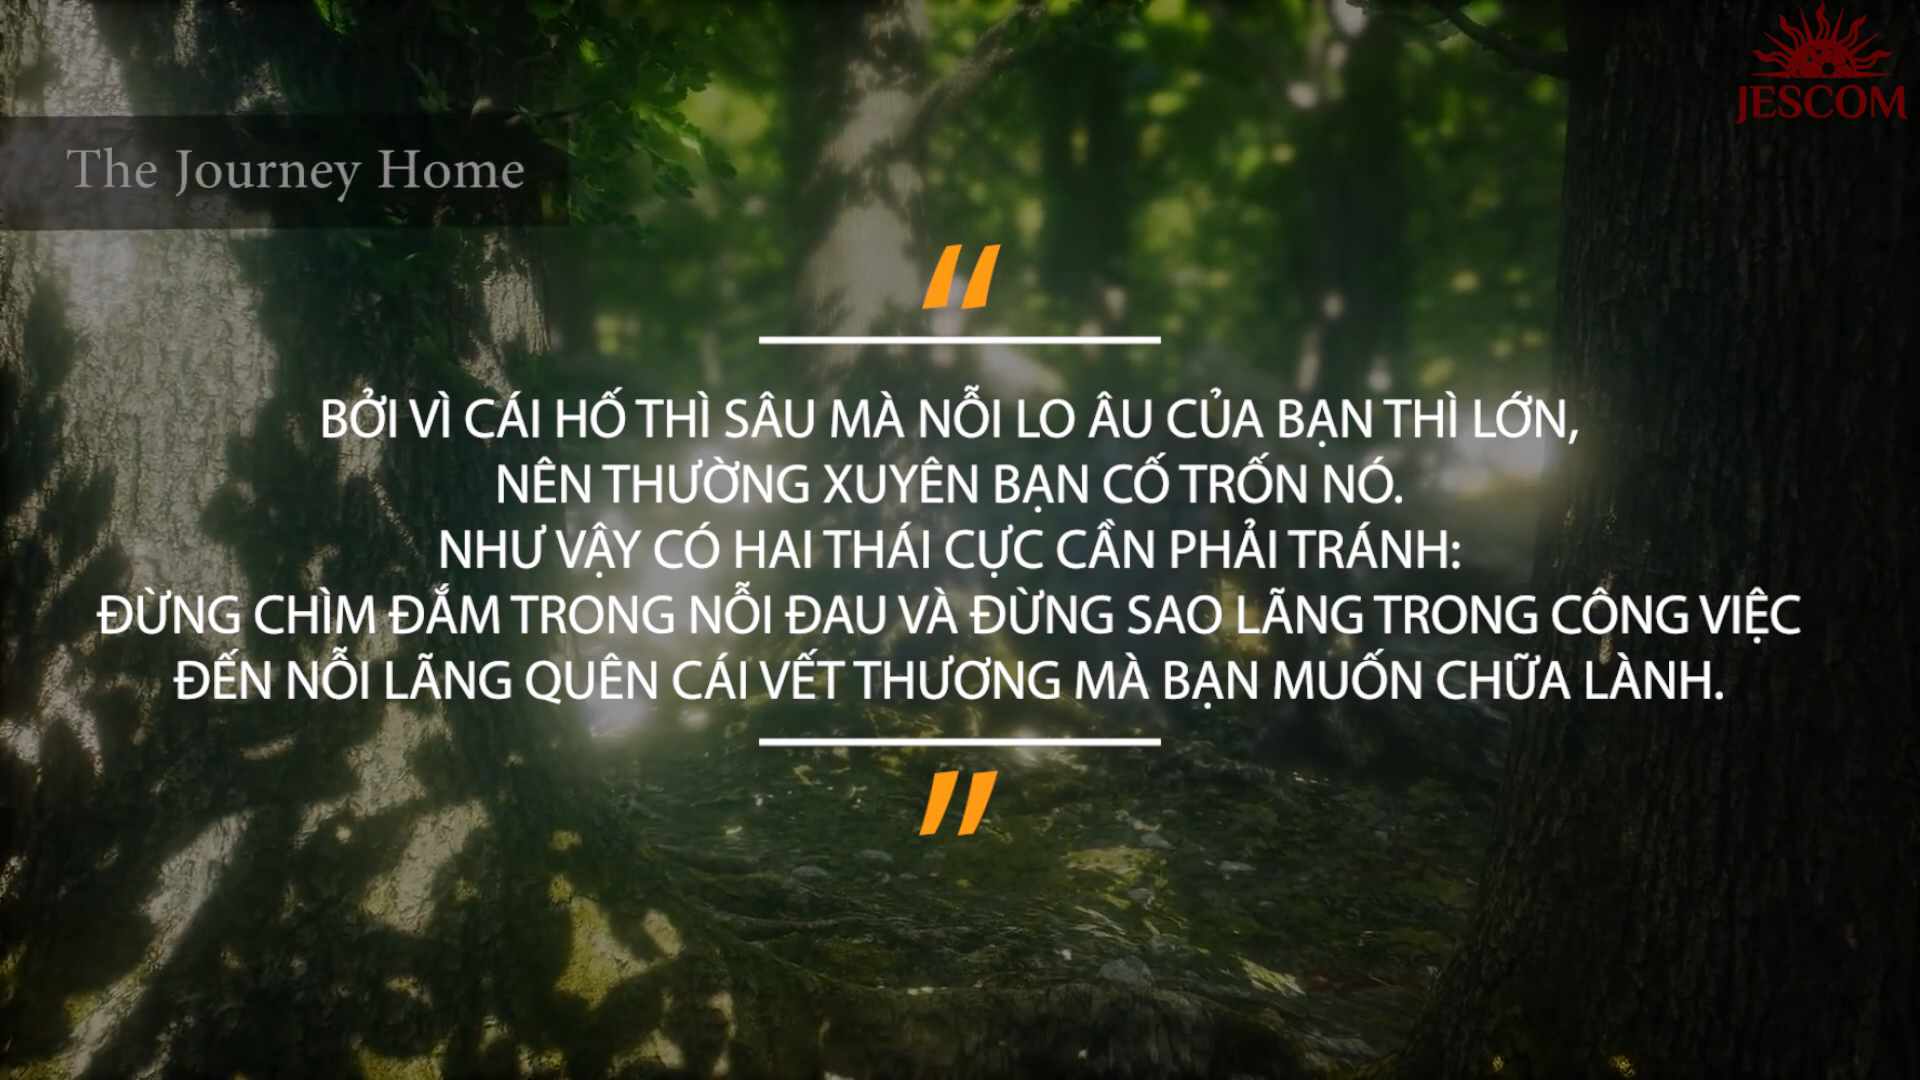 JESCOM
The Journey Home
“
BỞI VÌ CÁI HỐ THÌ SÂU MÀ NỖI LO ÂU CỦA BẠN THÌ LỚN,
NÊN THƯỜNG XUYÊN BẠN CỐ TRỐN NÓ.
NHƯ VẬY CÓ HAI THÁI CỰC CẦN PHẢI TRÁNH:
ĐỪNG CHÌM ĐẮM TRONG NỖI ĐAU VÀ ĐỪNG SAO LÃNG TRONG CÔNG VIỆC
ĐẾN NỖI LÃNG QUÊN CÁI VẾT THƯƠNG MÀ BẠN MUỐN CHỮA LÀNH.
”